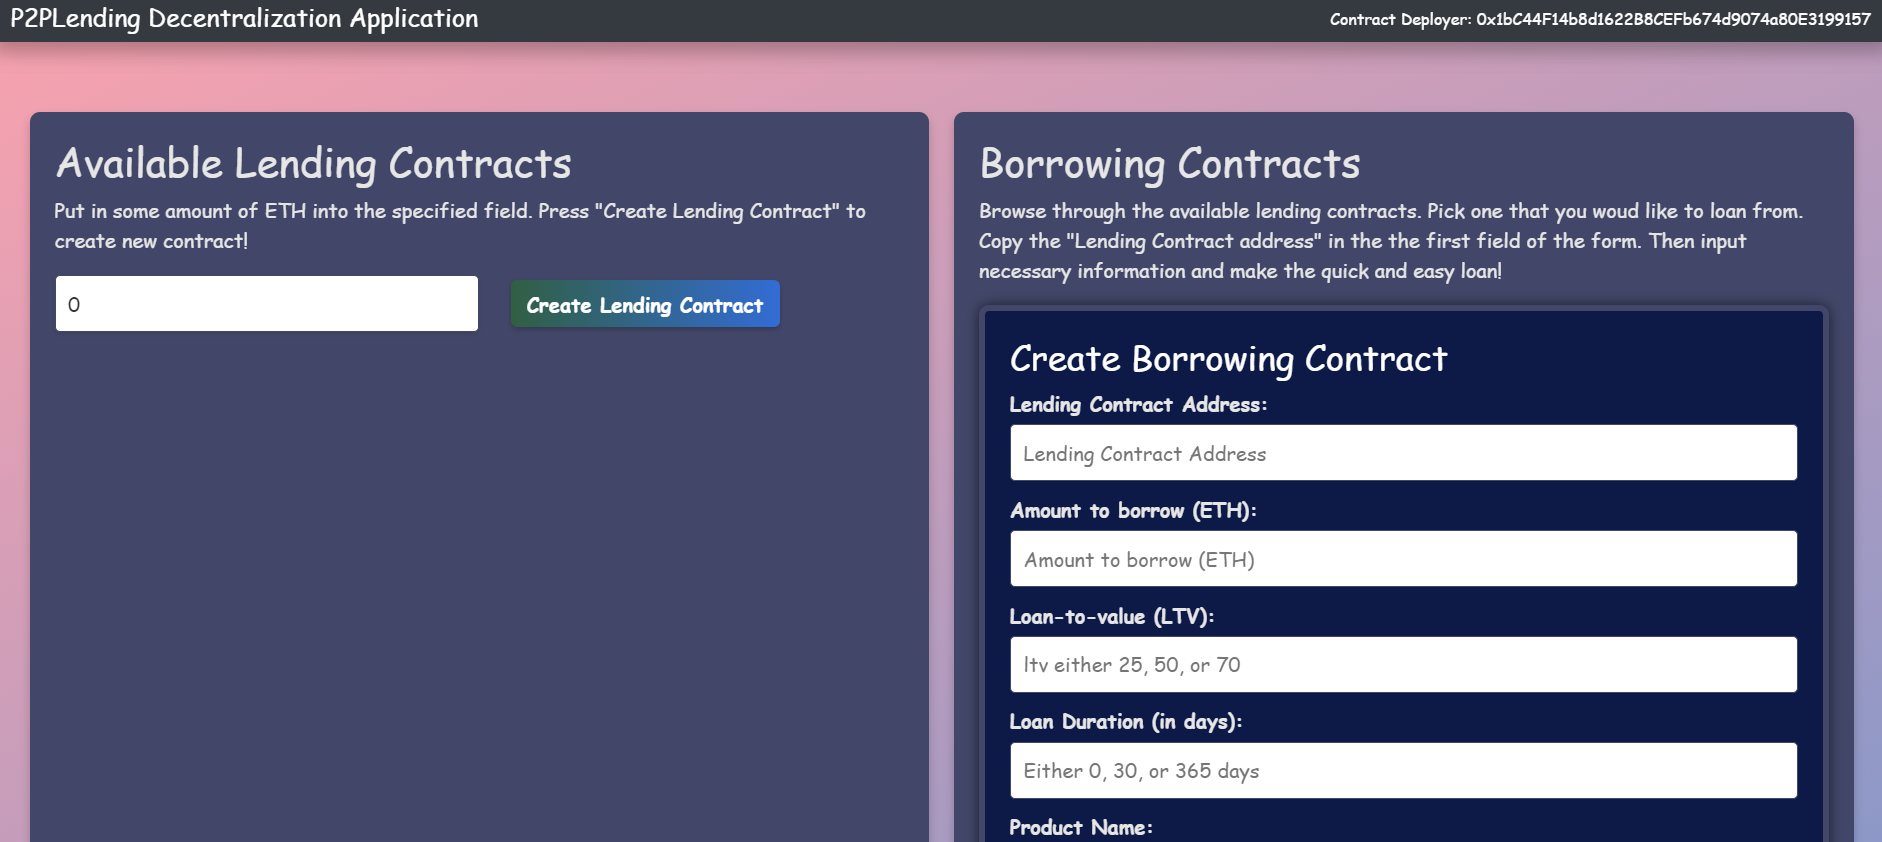 P2PLending Decentralization Application
Contract Deployer: 0x1bC44F14b8d1622B8CEFb674d9074a80E3199157
Available Lending Contracts
Put in some amount of ETH into the specified field. Press "Create Lending Contract" to
create new contract!
0
Create Lending Contract
Borrowing Contracts
Browse through the available lending contracts. Pick one that you woud like to loan from.
Copy the "Lending Contract address" in the the first field of the form. Then input
necessary information and make the quick and easy loan!
Create Borrowing Contract
Lending Contract Address:
Lending Contract Address
Amount to borrow (ETH):
Amount to borrow (ETH)
Loan-to-value (LTV):
ltv either 25, 50, or 70
Loan Duration (in days):
Either 0, 30, or 365 days
Product Name: